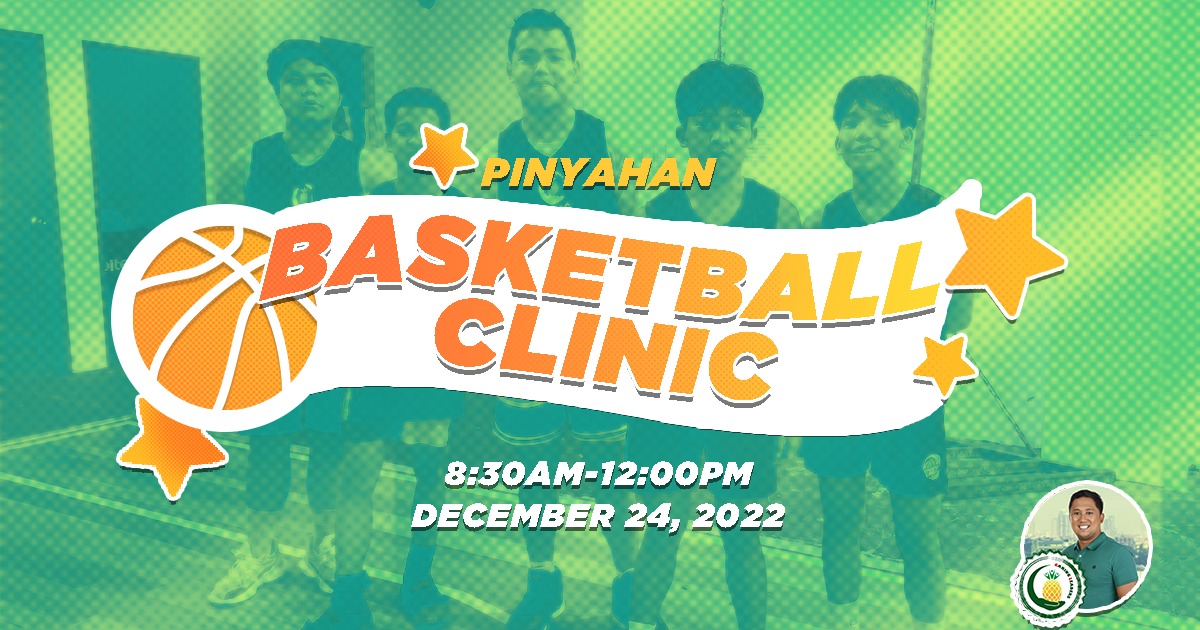 PINYAHAN
BASKETBALL
CLINIC
8:30AM-12:00PM
DECEMBER 24, 2022